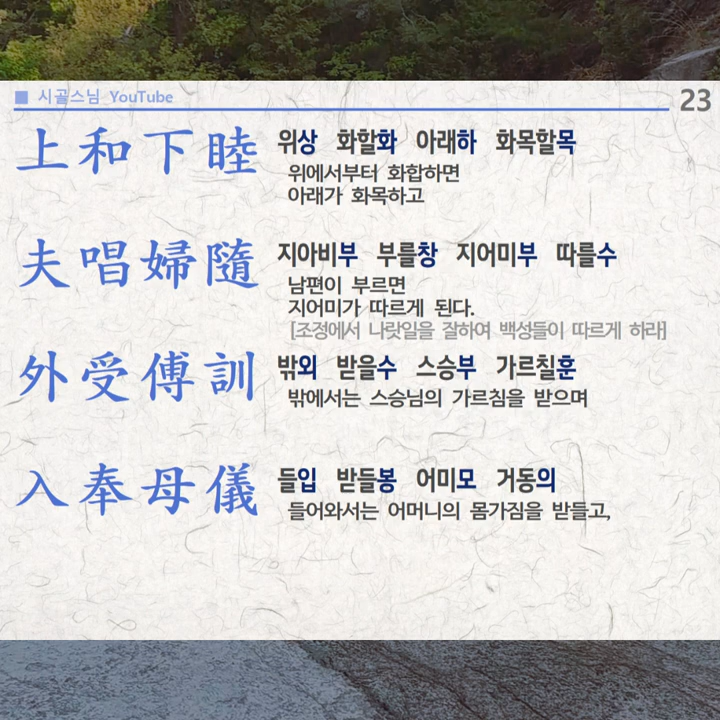 ■ 시골스님 YouTube
23
上和下睦 위상 화할화 아래하 화목할목
위에서부터 화합하면
아래가 화목하고
夫唱婦隨 지아비부 부를창 지어미부 따를수
남편이 부르면
지어미가 따르게 된다.
[조정에서 나랏일을 잘하여 백성들이 따르게 하라]
外受傅訓 밖외 받을수 스승부 가르칠훈
밖에서는 스승님의 가르침을 받으며
入奉母儀 들입 받들봉 어미모 거동의
들어와서는 어머니의 몸가짐을 받들고,